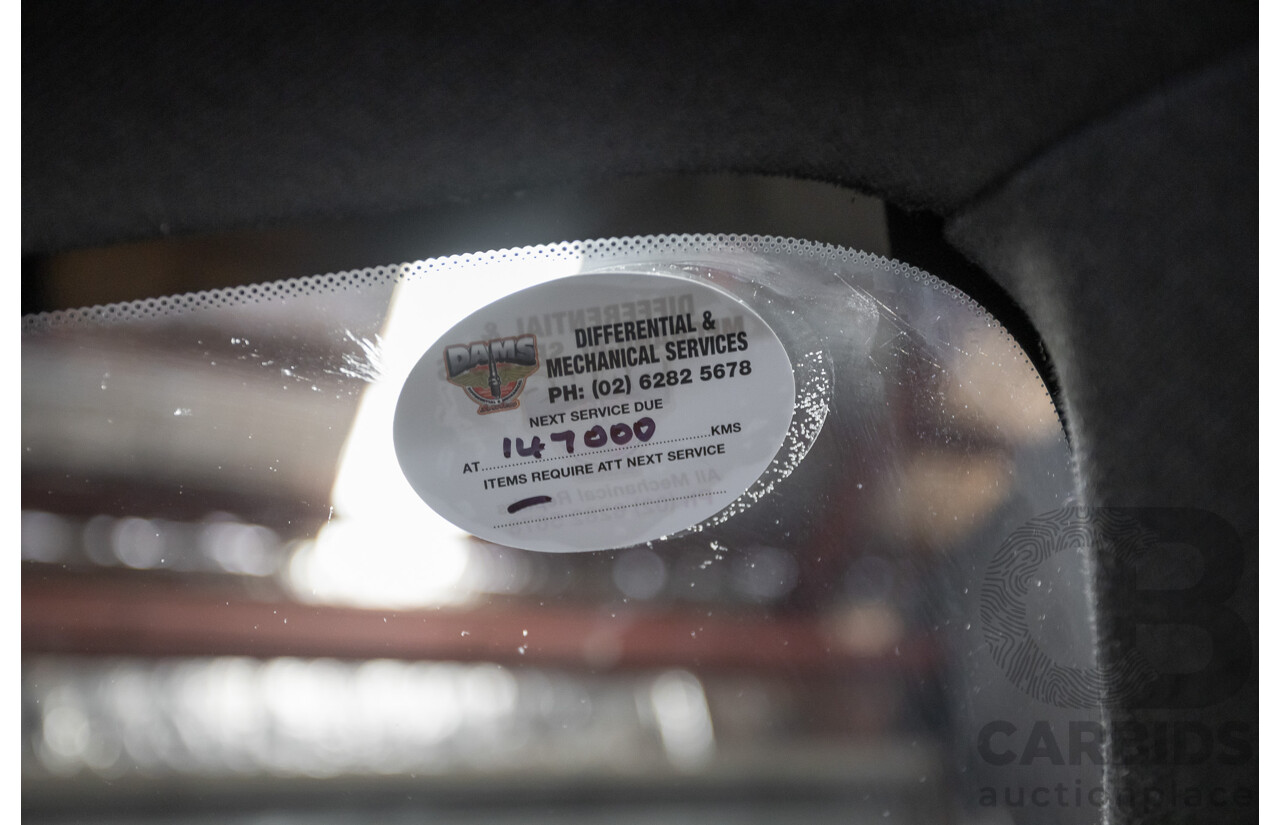 DAMS
DIFFERENTIAL &
MECHANICAL SERVICES
PH: (02) 6282 5678
NEXT SERVICE DUE
AT 147000 KMS
ITEMS REQUIRE ATT NEXT SERVICE
CB
CARBIDS
auctionplace